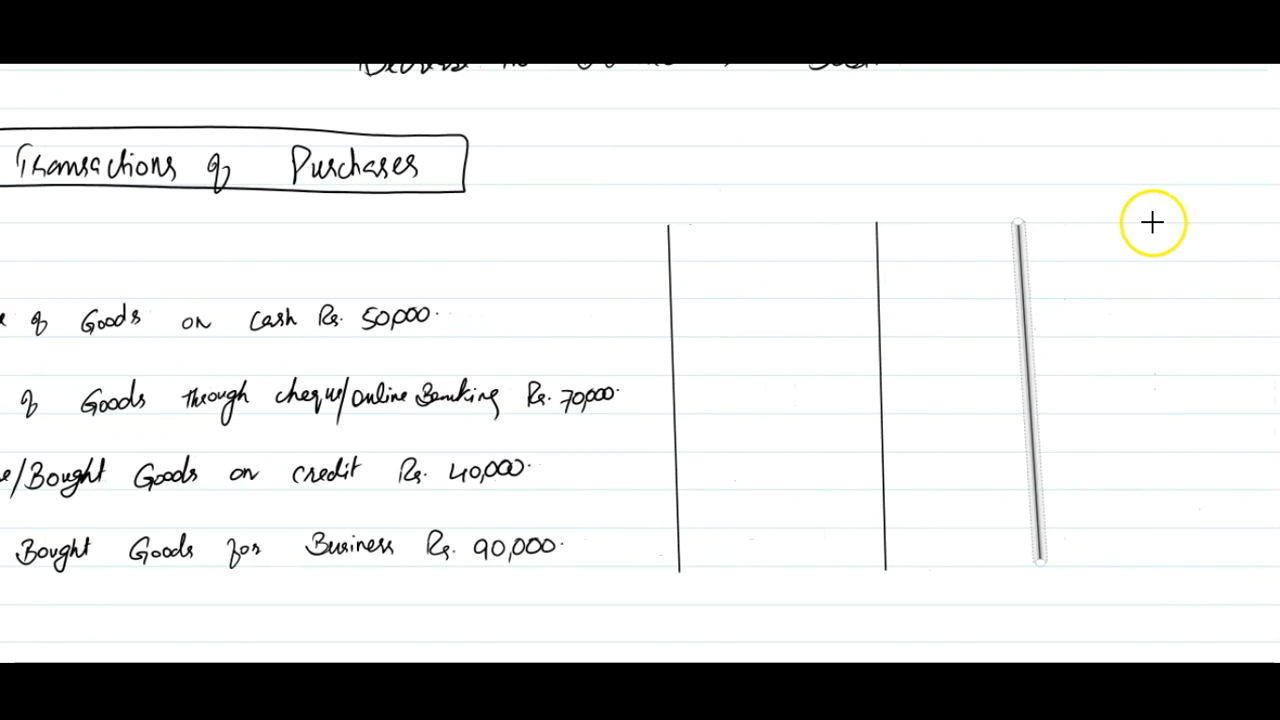 Transactions of Purchases
of Goods on Cash Rs. 50,000.
of Goods through cheque/online Banking Rs. 70,000.
/Bought Goods on credit Rs. 40,000.
Bought Goods for Business Rs. 90,000.